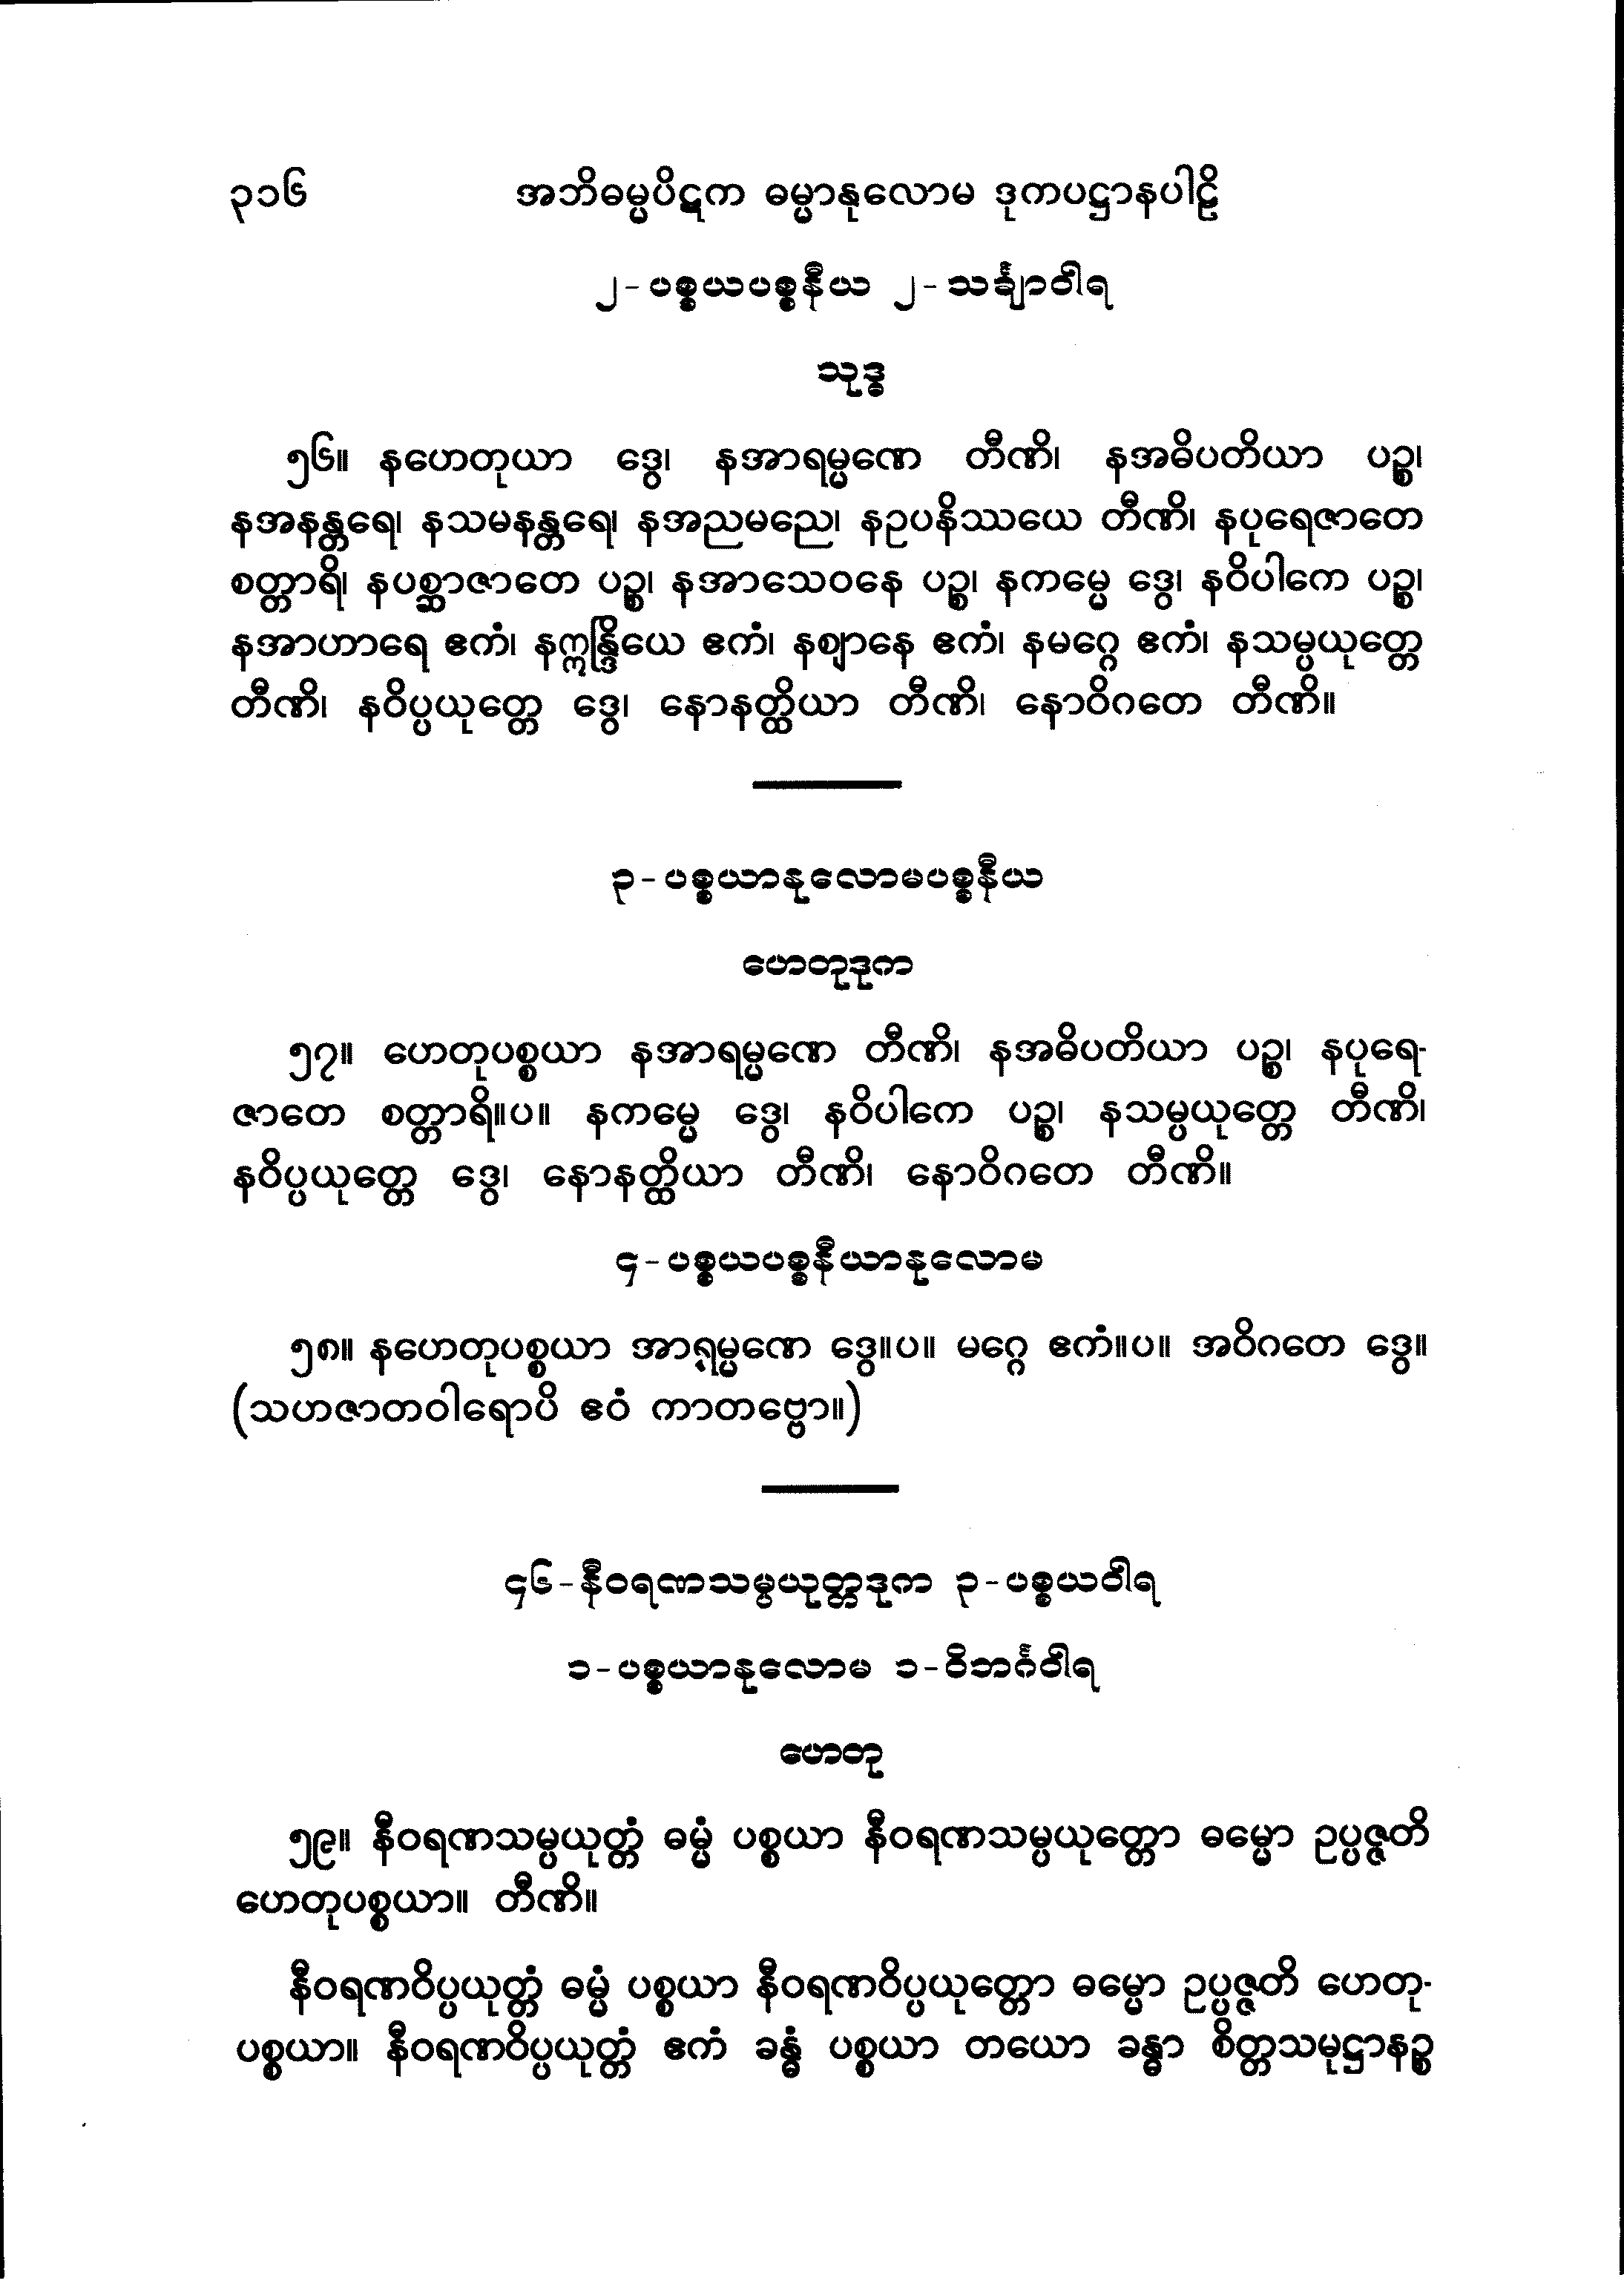 ၃၁၆ အဘိဓမ္မပိဋက ဓမ္မာနုလောမ ဒုကပဋ္ဌာနပါဠိ
၂-ပစ္စယပစ္စနီယ ၂-သင်္ချာဝါရ
သုဒ္ဓ
၅၆။ နဟေတုယာ ဒွေ၊ နအာရမ္မဏေ တီဏိ၊ နအဓိပတိယာ ပဉ္စ၊
နအနန္တရေ၊ နသမနန္တရေ၊ နအညမညေ၊ နဥပနိဿယေ တီဏိ၊ နပုရေဇာတေ
စတ္တာရိ၊ နပစ္ဆာဇာတေ ပဉ္စ၊ နအာသေဝနေ ပဉ္စ၊ နကမ္မေ ဒွေ၊ နဝိပါကေ ပဉ္စ၊
နအာဟာရေ ဧကံ၊ နဣန္ဒြိယေ ဧကံ၊ နဈာနေ ဧကံ၊ နမဂ္ဂေ ဧကံ၊ နသမ္ပယုတ္တေ
တီဏိ၊ နဝိပ္ပယုတ္တေ ဒွေ၊ နောနတ္ထိယာ တီဏိ၊ နောဝိဂတေ တီဏိ။
၃-ပစ္စယာနုလောမပစ္စနီယ
ဟေတုဒုက
၅၇။ ဟေတုပစ္စယာ နအာရမ္မဏေ တီဏိ၊ နအဓိပတိယာ ပဉ္စ၊ နပုရေ-
ဇာတေ စတ္တာရိ။ပ။ နကမ္မေ ဒွေ၊ နဝိပါကေ ပဉ္စ၊ နသမ္ပယုတ္တေ တီဏိ၊
နဝိပ္ပယုတ္တေ ဒွေ၊ နောနတ္ထိယာ တီဏိ၊ နောဝိဂတေ တီဏိ။
၄-ပစ္စယပစ္စနီယာနုလောမ
၅၈။ နဟေတုပစ္စယာ အာရမ္မဏေ ဒွေ။ပ။ မဂ္ဂေ ဧကံ။ပ။ အဝိဂတေ ဒွေ။
(သဟဇာတဝါရောပိ ဧဝံ ကာတဗ္ဗော။)
၄၆-နီဝရဏသမ္ပယုတ္တဒုက ၃-ပစ္စယဝါရ
၁-ပစ္စယာနုလောမ ၁-ဝိဘင်္ဂဝါရ
ဟေတု
၅၉။ နီဝရဏသမ္ပယုတ္တံ ဓမ္မံ ပစ္စယာ နီဝရဏသမ္ပယုတ္တော ဓမ္မော ဥပ္ပဇ္ဇတိ
ဟေတုပစ္စယာ။ တီဏိ။
နီဝရဏဝိပ္ပယုတ္တံ ဓမ္မံ ပစ္စယာ နီဝရဏဝိပ္ပယုတ္တော ဓမ္မော ဥပ္ပဇ္ဇတိ ဟေတု-
ပစ္စယာ။ နီဝရဏဝိပ္ပယုတ္တံ ဧကံ ခန္ဓံ ပစ္စယာ တယော ခန္ဓာ စိတ္တသမုဋ္ဌာနဉ္စ